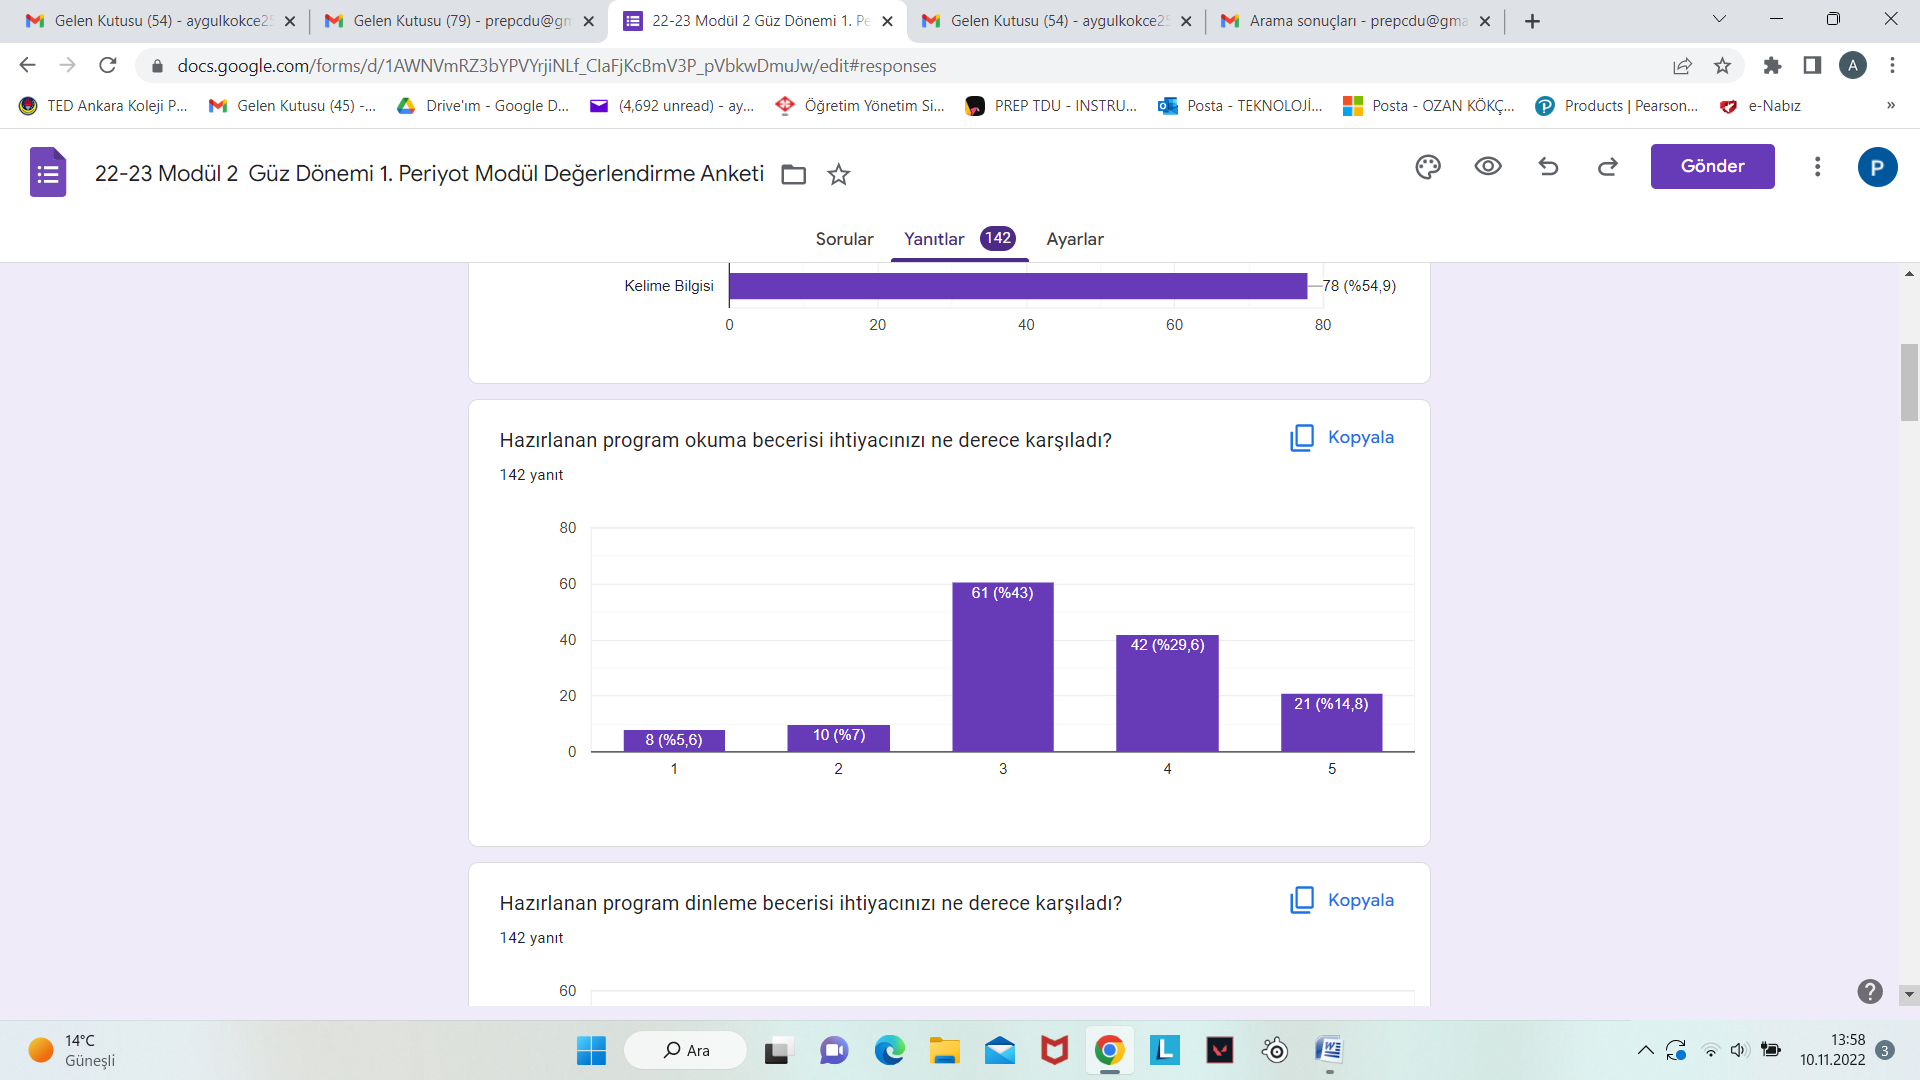 Gelen Kutusu (54) - aygulkokce25
Gelen Kutusu (79) - prepcdu@gm
22-23 Modül 2 Güz Dönemi 1. Pe
Gelen Kutusu (54) - aygulkokce25
Arama sonuçları - prepcdu@gma
docs.google.com/forms/d/1AWNVmRZ3bYPVYrjiNLf_CIaFjKcBmV3P_pVbkwDmuJw/edit#responses
A
TED Ankara Koleji P...
Gelen Kutusu (45) -...
Drive'ım - Google D...
(4,692 unread) - ay...
Öğretim Yönetim Si...
PREP TDU - INSTRU...
Posta - TEKNOLOJİ...
Posta - OZAN KÖKÇ...
Products | Pearson...
e-Nabız
»
22-23 Modül 2  Güz Dönemi 1. Periyot Modül Değerlendirme Anketi
Gönder
P
Sorular
Yanıtlar 142
Ayarlar
Kelime Bilgisi
78 (%54,9)
0 20 40 60 80
Hazırlanan program okuma becerisi ihtiyacınızı ne derece karşıladı?
Kopyala
142 yanıt
80
60
40
20
0
61 (%43)
42 (%29,6)
21 (%14,8)
8 (%5,6)
10 (%7)
1 2 3 4 5
Hazırlanan program dinleme becerisi ihtiyacınızı ne derece karşıladı?
Kopyala
142 yanıt
60
14°C
Güneşli
Ara
13:58
10.11.2022
3